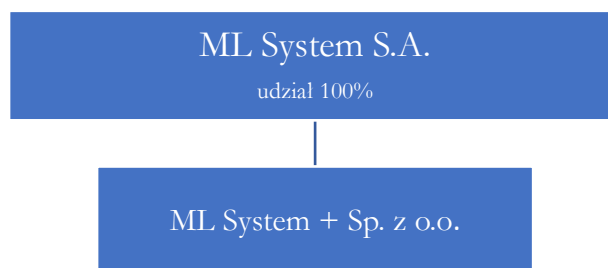 ML System S.A.
udział 100%
ML System + Sp. z o.o.